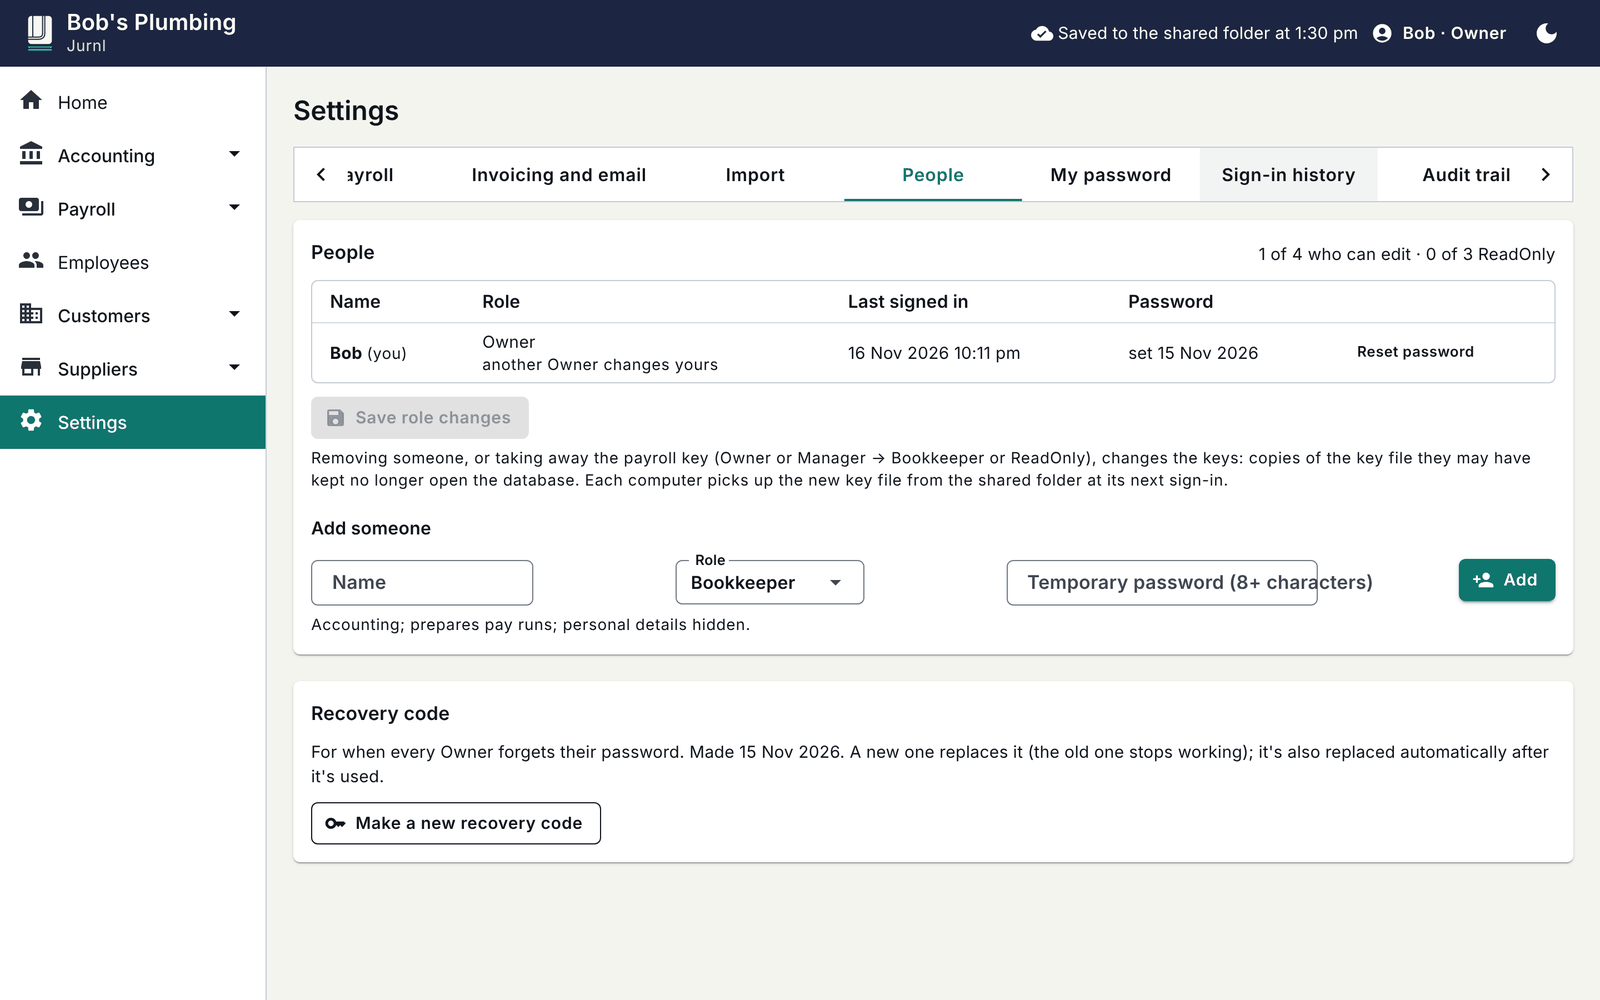 Bob's Plumbing
Jurnl
Saved to the shared folder at 1:30 pm
Bob · Owner
Home
Accounting
Payroll
Employees
Customers
Suppliers
Settings
Settings
ayroll
Invoicing and email
Import
People
My password
Sign-in history
Audit trail
People
1 of 4 who can edit · 0 of 3 ReadOnly
Name Role Last signed in Password
Bob (you)
Owner
another Owner changes yours
16 Nov 2026 10:11 pm
set 15 Nov 2026
Reset password
Save role changes
Removing someone, or taking away the payroll key (Owner or Manager → Bookkeeper or ReadOnly), changes the keys: copies of the key file they may have
kept no longer open the database. Each computer picks up the new key file from the shared folder at its next sign-in.
Add someone
Name
Role
Bookkeeper
Temporary password (8+ characters)
Add
Accounting; prepares pay runs; personal details hidden.
Recovery code
For when every Owner forgets their password. Made 15 Nov 2026. A new one replaces it (the old one stops working); it's also replaced automatically after
it's used.
Make a new recovery code